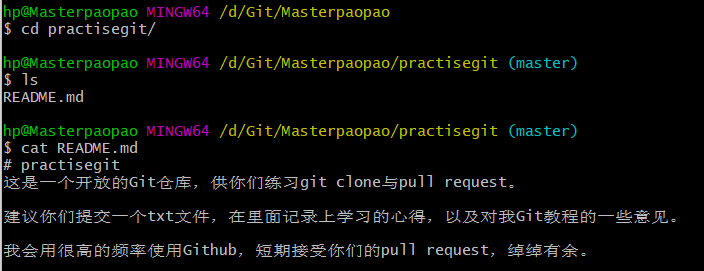 hp@Masterpaopao MINGW64 /d/Git/Masterpaopao
$ cd practisegit/
hp@Masterpaopao MINGW64 /d/Git/Masterpaopao/practisegit (master)
$ ls
README.md
hp@Masterpaopao MINGW64 /d/Git/Masterpaopao/practisegit (master)
$ cat README.md
# practisegit
这是一个开放的Git仓库，供你们练习git clone与pull request。
建议你们提交一个txt文件，在里面记录上学习的心得，以及对我Git教程的一些意见。
我会用很高的频率使用Github，短期接受你们的pull request，绰绰有余。